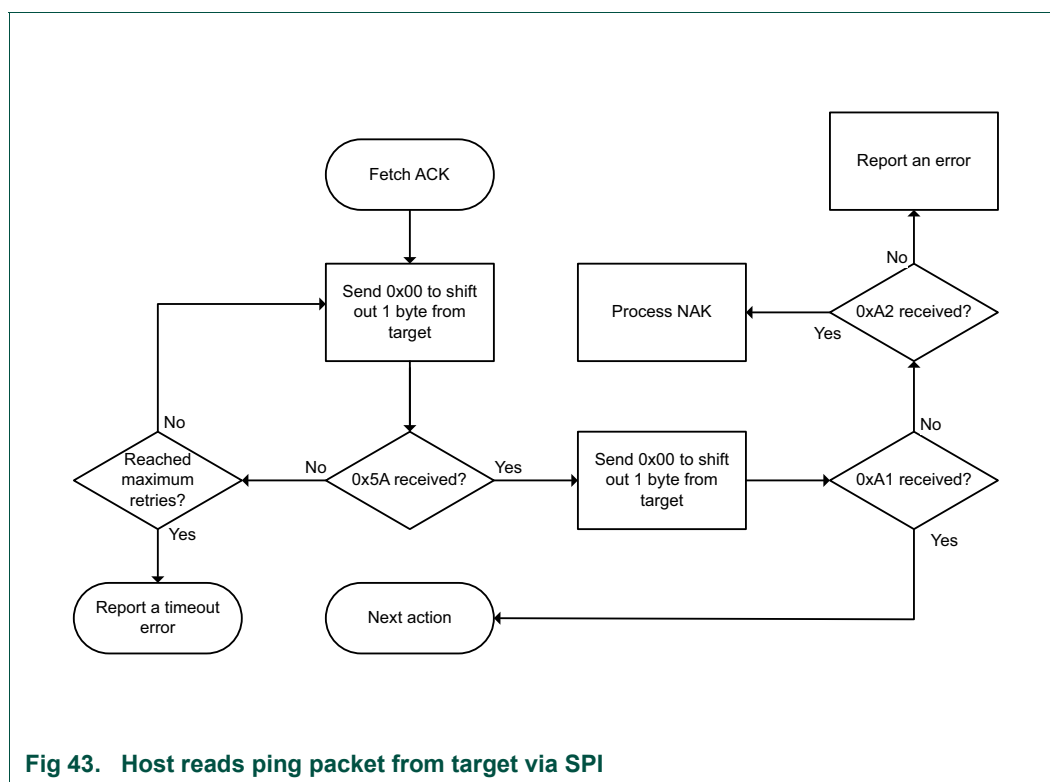 Fetch ACK
Report an error
Send 0x00 to shift
out 1 byte from
target
Process NAK
0xA2 received?
No
Yes
No
Reached
maximum
retries?
No
0x5A received?
Yes
Send 0x00 to shift
out 1 byte from
target
0xA1 received?
No
Yes
Yes
Report a timeout
error
Next action
Fig 43. Host reads ping packet from target via SPI